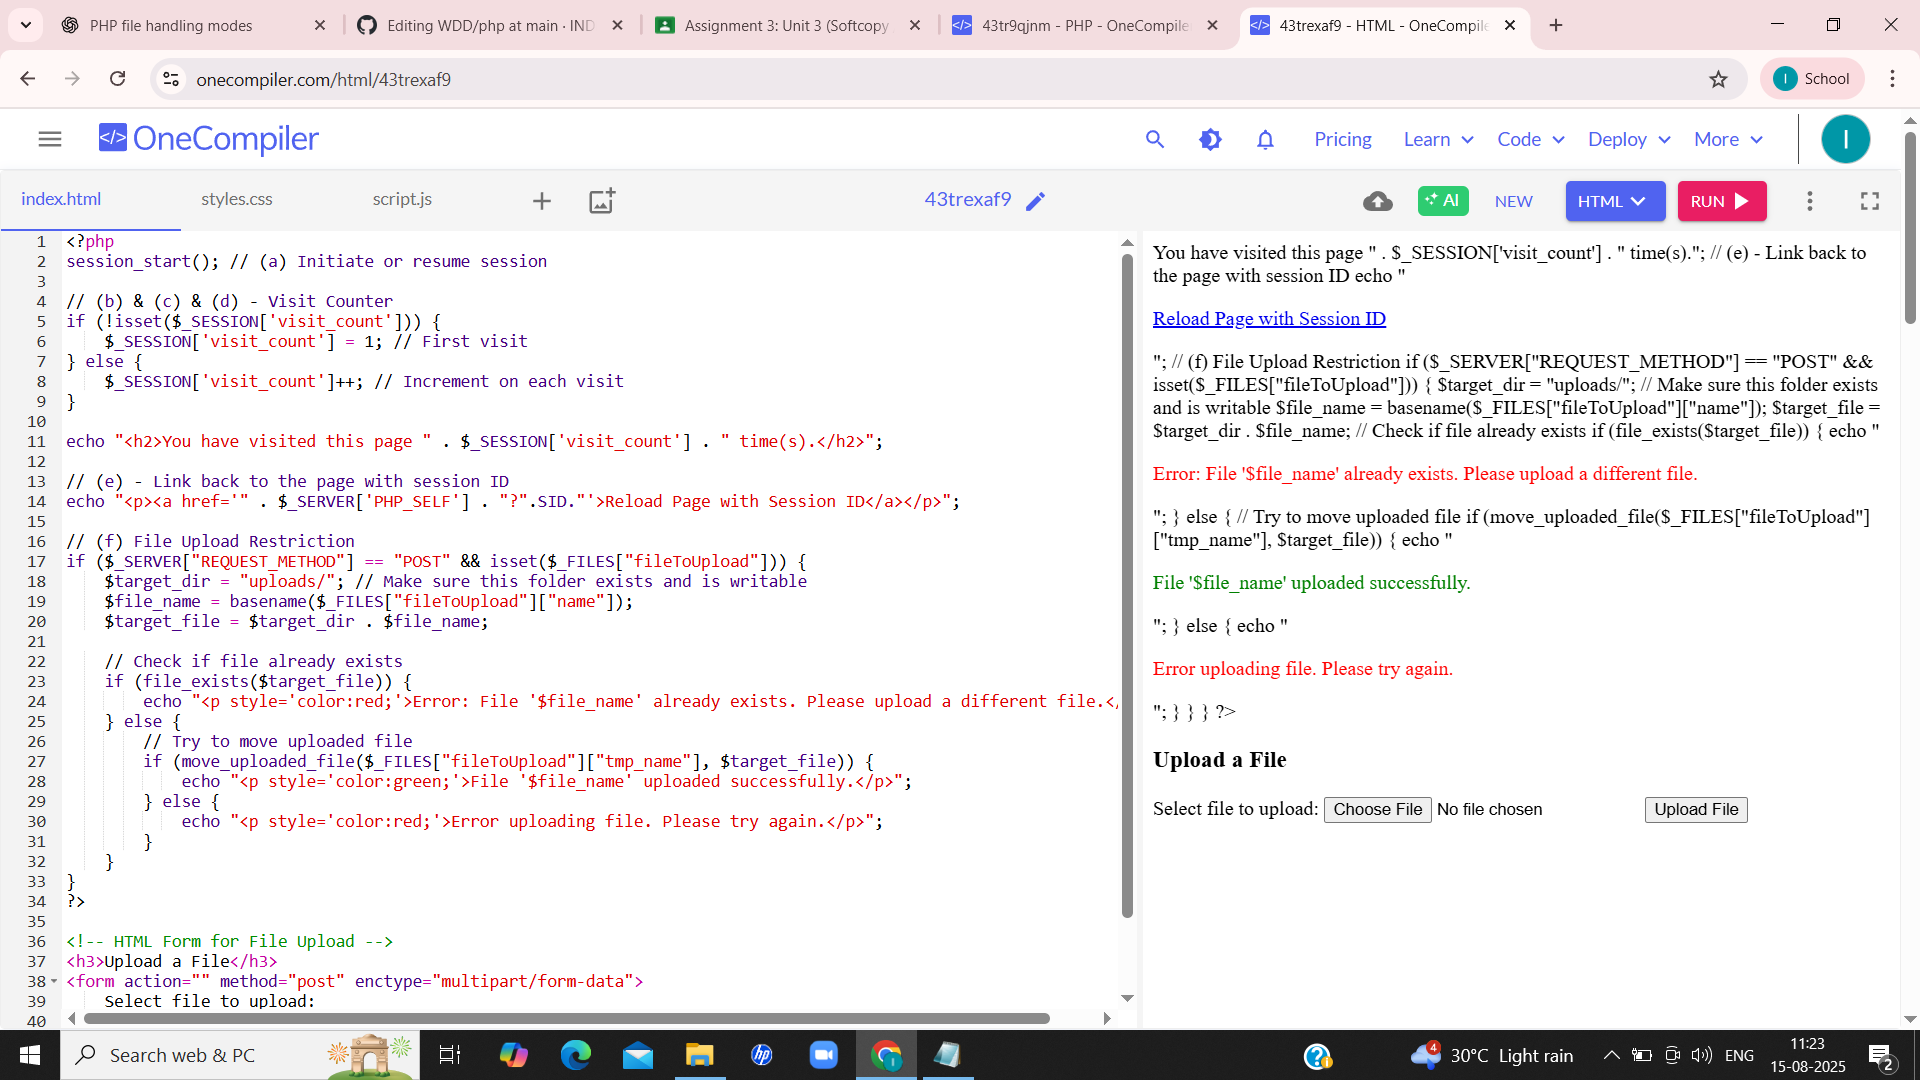 PHP file handling modes
Editing WDD/php at main · IND
Assignment 3: Unit 3 (Softcopy
43tr9qjnm - PHP - OneCompile
43trexaf9 - HTML - OneCompile
onecompiler.com/html/43trexaf9
I School
</> OneCompiler
Pricing Learn Code Deploy More
I
index.html styles.css script.js
43trexaf9
AI NEW HTML RUN
1 <?php
2 session_start(); // (a) Initiate or resume session
3
4 // (b) & (c) & (d) - Visit Counter
5 if (!isset($_SESSION['visit_count'])) {
6 $_SESSION['visit_count'] = 1; // First visit
7 } else {
8 $_SESSION['visit_count']++; // Increment on each visit
9 }
10
11 echo "<h2>You have visited this page " . $_SESSION['visit_count'] . " time(s).</h2>";
12
13 // (e) - Link back to the page with session ID
14 echo "<p><a href='" . $_SERVER['PHP_SELF'] . "?".SID."'>Reload Page with Session ID</a></p>";
15
16 // (f) File Upload Restriction
17 if ($_SERVER["REQUEST_METHOD"] == "POST" && isset($_FILES["fileToUpload"])) {
18 $target_dir = "uploads/"; // Make sure this folder exists and is writable
19 $file_name = basename($_FILES["fileToUpload"]["name"]);
20 $target_file = $target_dir . $file_name;
21
22 // Check if file already exists
23 if (file_exists($target_file)) {
24 echo "<p style='color:red;'>Error: File '$file_name' already exists. Please upload a different file.</
25 } else {
26 // Try to move uploaded file
27 if (move_uploaded_file($_FILES["fileToUpload"]["tmp_name"], $target_file)) {
28 echo "<p style='color:green;'>File '$file_name' uploaded successfully.</p>";
29 } else {
30 echo "<p style='color:red;'>Error uploading file. Please try again.</p>";
31 }
32 }
33 }
34 ?>
35
36 <!-- HTML Form for File Upload -->
37 <h3>Upload a File</h3>
38 <form action="" method="post" enctype="multipart/form-data">
39 Select file to upload:
40
You have visited this page " . $_SESSION['visit_count'] . " time(s)."; // (e) - Link back to
the page with session ID echo "
Reload Page with Session ID
"; // (f) File Upload Restriction if ($_SERVER["REQUEST_METHOD"] == "POST" &&
isset($_FILES["fileToUpload"])) { $target_dir = "uploads/"; // Make sure this folder exists
and is writable $file_name = basename($_FILES["fileToUpload"]["name"]); $target_file =
$target_dir . $file_name; // Check if file already exists if (file_exists($target_file)) { echo "
Error: File '$file_name' already exists. Please upload a different file.
"; } else { // Try to move uploaded file if (move_uploaded_file($_FILES["fileToUpload"]
["tmp_name"], $target_file)) { echo "
File '$file_name' uploaded successfully.
"; } else { echo "
Error uploading file. Please try again.
"; } } } ?>
Upload a File
Select file to upload: Choose File No file chosen Upload File
Search web & PC
hp
4
30°C Light rain
ENG
11:23
15-08-2025
2